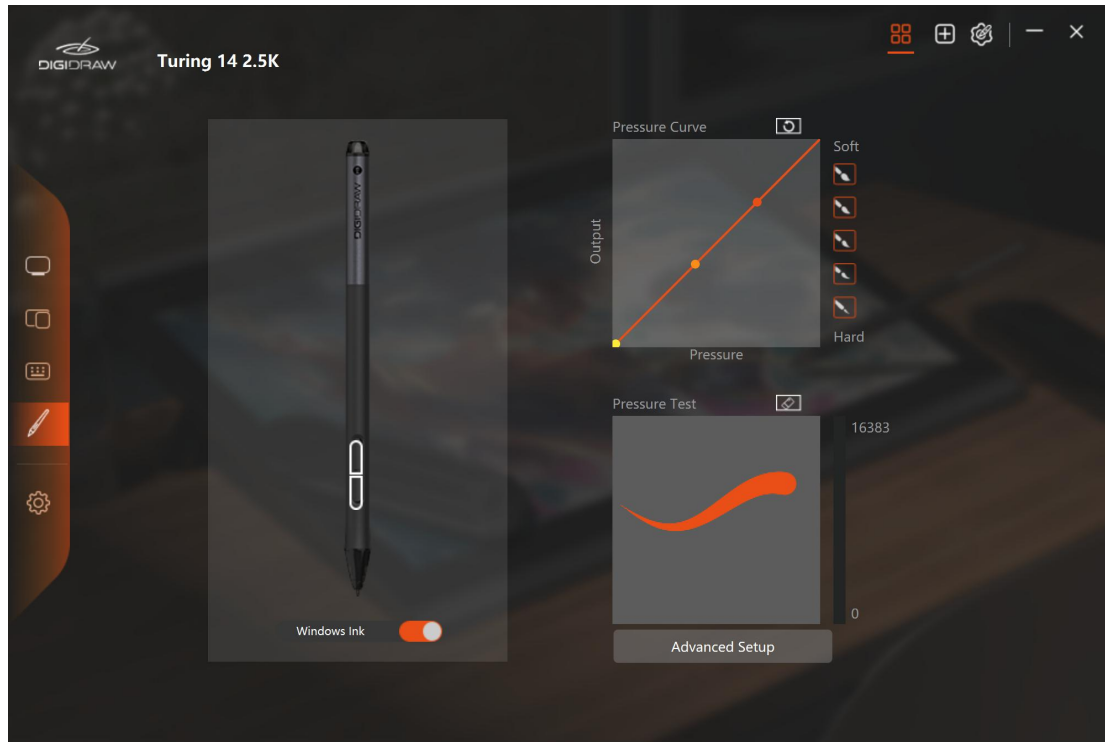 DIGIDRAW
Turing 14 2.5K
Pressure Curve
Soft
DIGIDRAW
Output
Hard
Pressure
Pressure Test
16383
0
Windows Ink
Advanced Setup